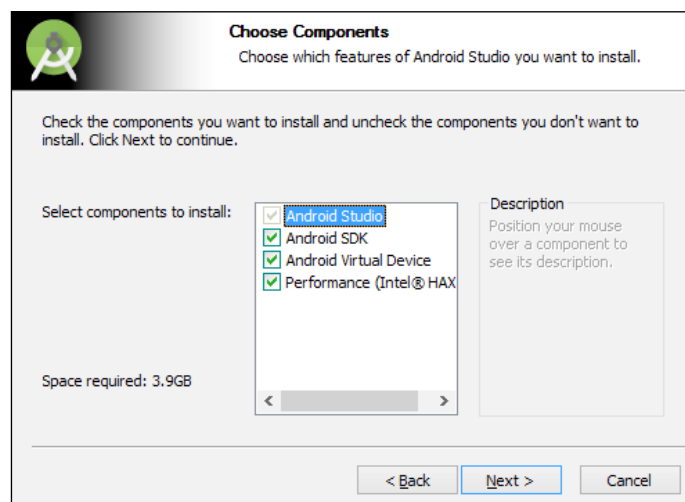 Choose Components
Choose which features of Android Studio you want to install.
Check the components you want to install and uncheck the components you don't want to
install. Click Next to continue.
Select components to install:
Android Studio
Android SDK
Android Virtual Device
Performance (Intel® HAX
Description
Position your mouse
over a component to
see its description.
Space required: 3.9GB
< Back
Next >
Cancel